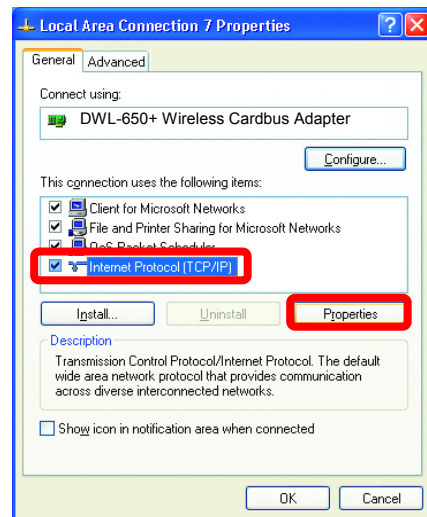 Local Area Connection 7 Properties
General Advanced
Connect using:
DWL-650+ Wireless Cardbus Adapter
Configure...
This connection uses the following items:
Client for Microsoft Networks
File and Printer Sharing for Microsoft Networks
QoS Packet Scheduler
Internet Protocol (TCP/IP)
Install... Uninstall Properties
Description
Transmission Control Protocol/Internet Protocol. The default
wide area network protocol that provides communication
across diverse interconnected networks.
Show icon in notification area when connected
OK Cancel